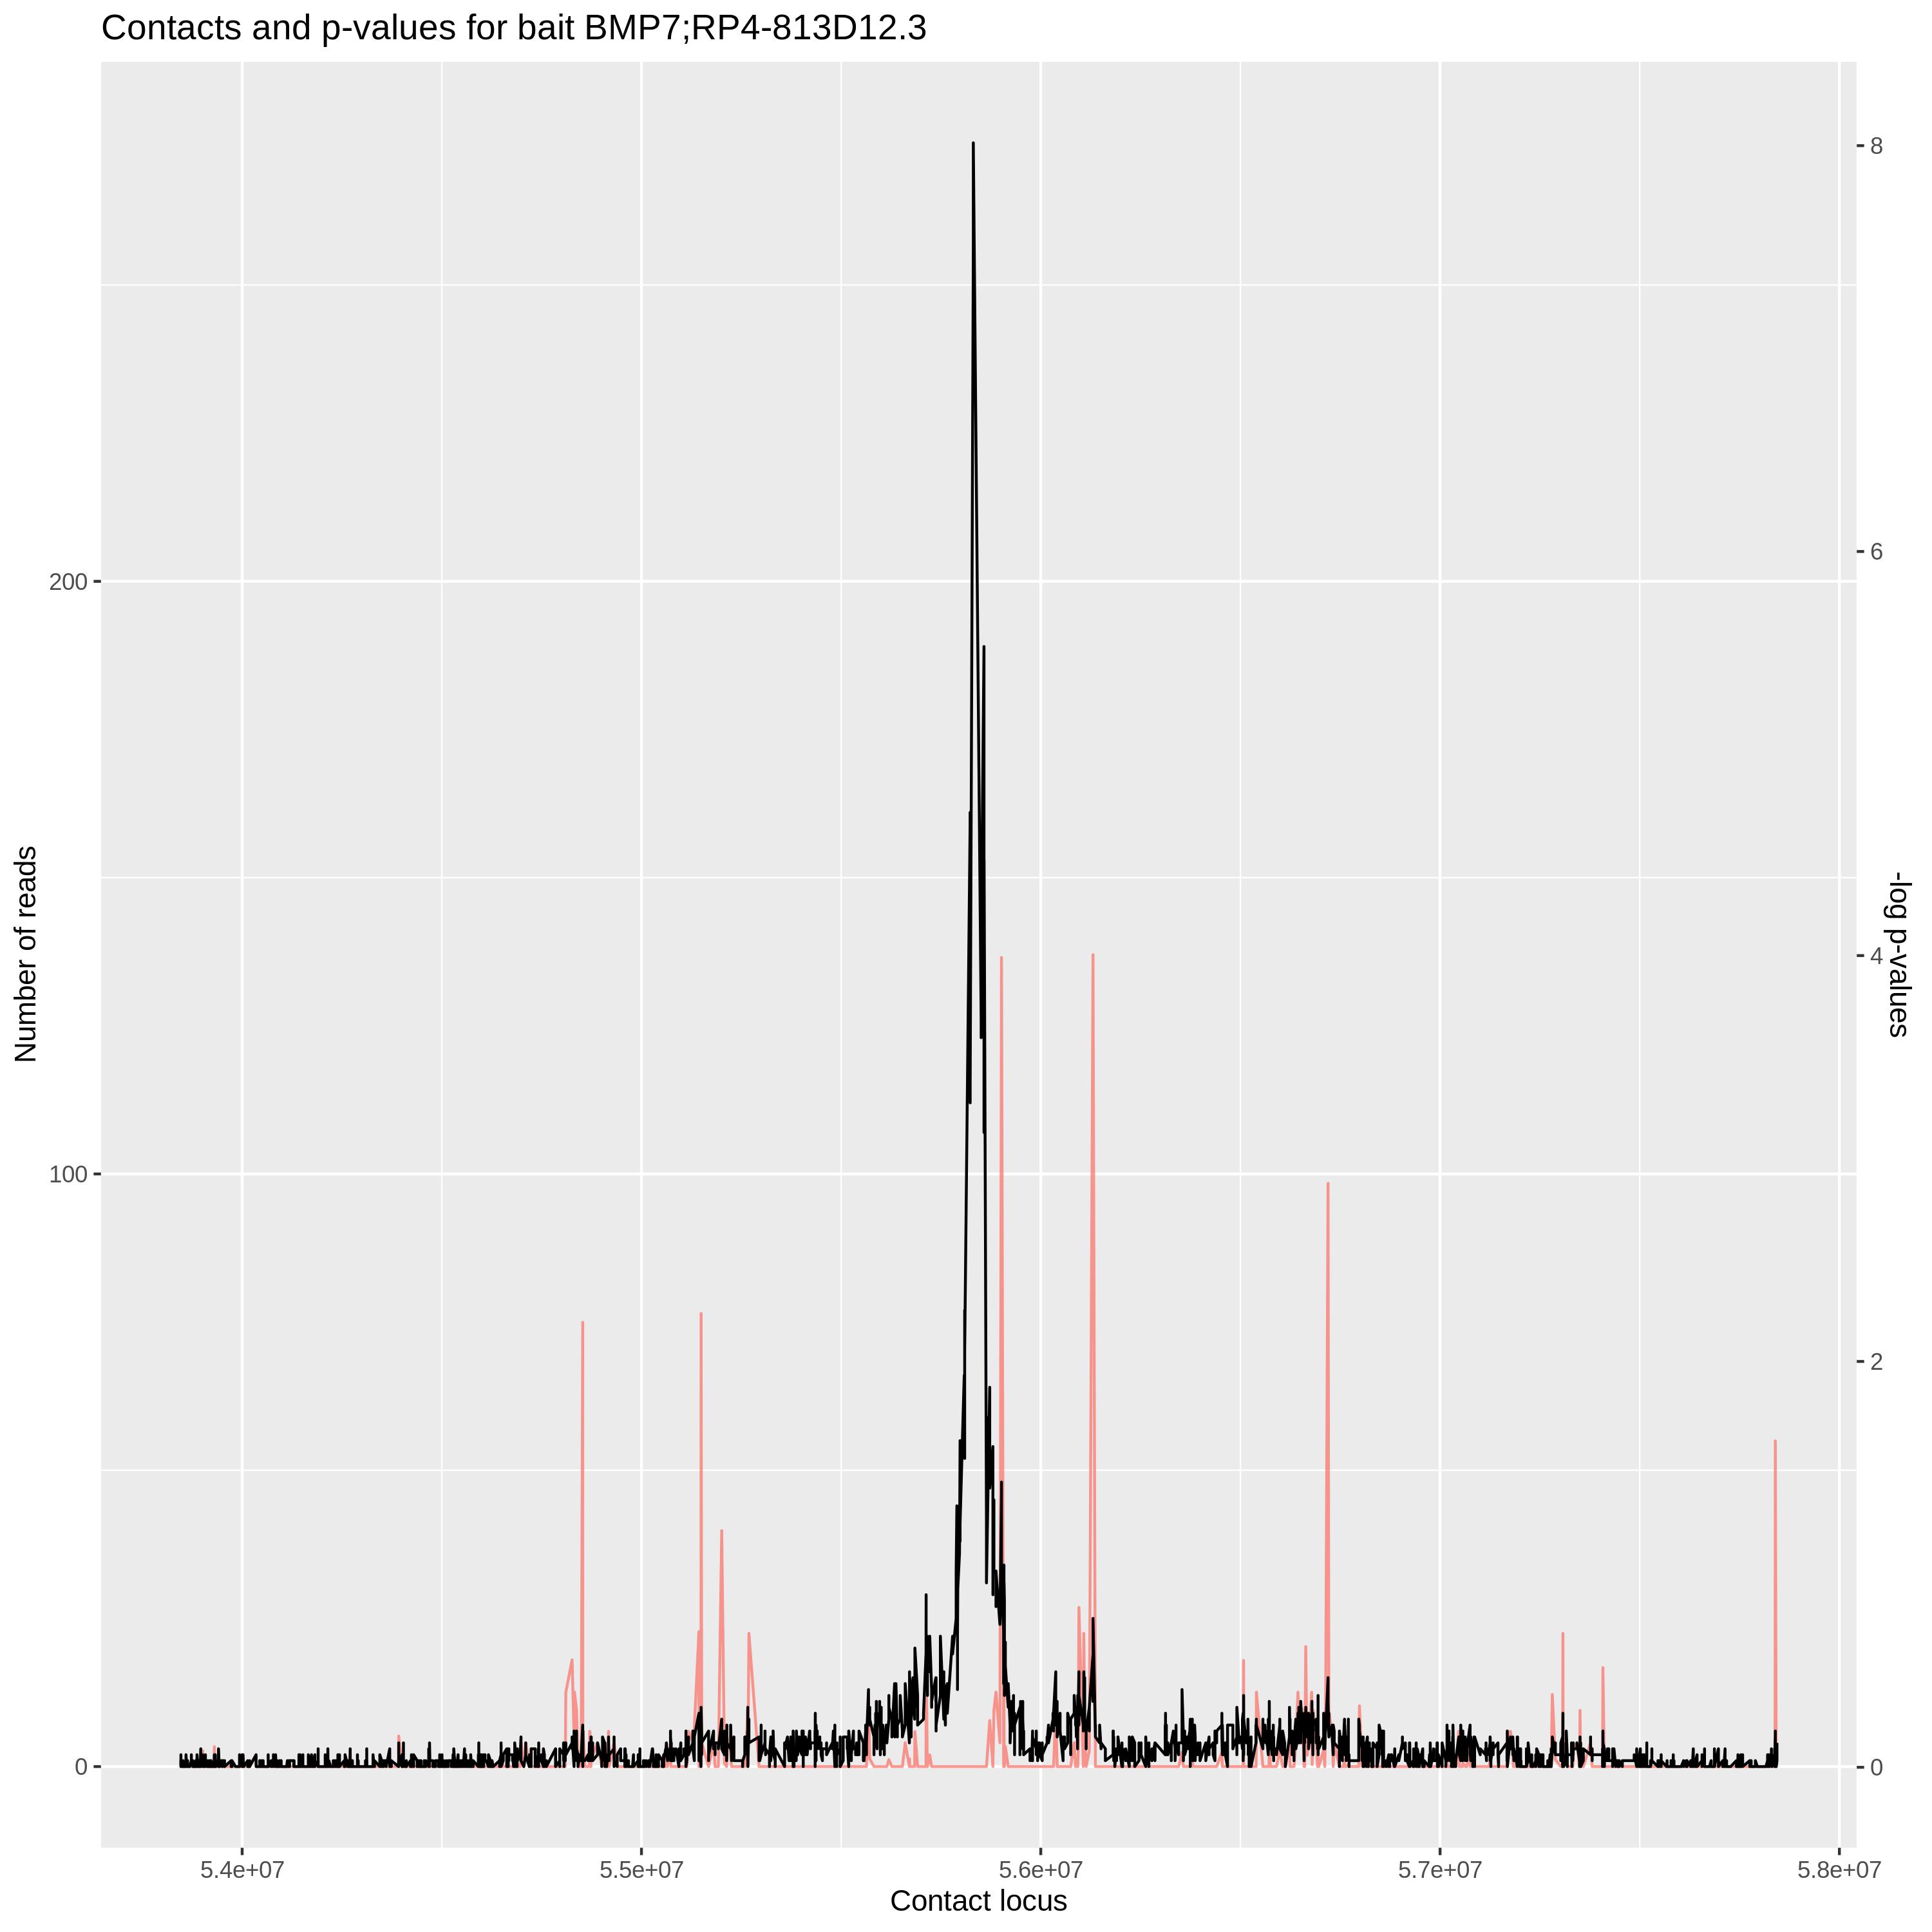 Contacts and p-values for bait BMP7;RP4-813D12.3
Number of reads
200
100
0
8
6
4
2
0
-log p-values
5.4e+07 5.5e+07 5.6e+07 5.7e+07 5.8e+07
Contact locus